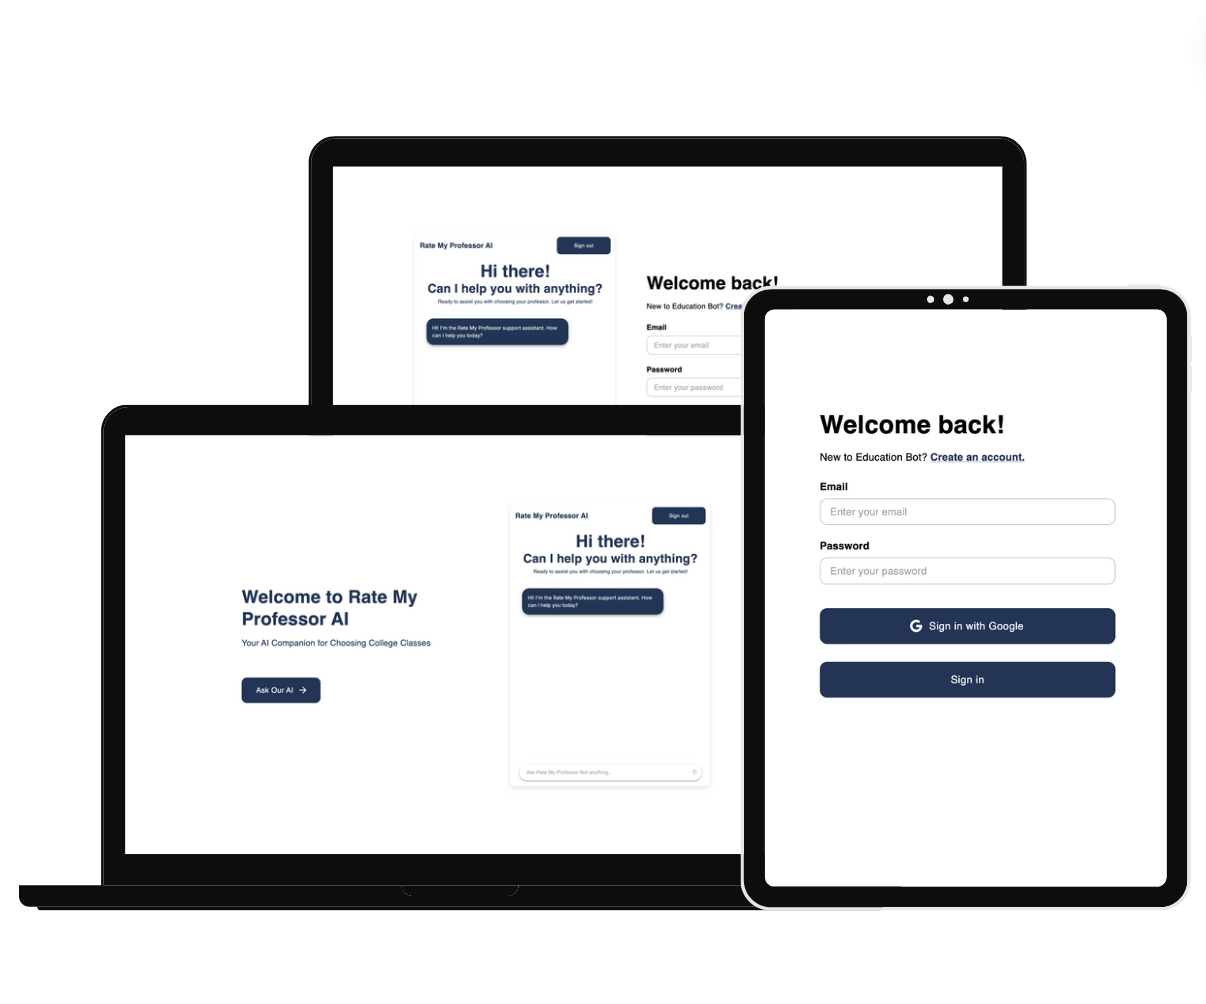 Rate My Professor AI
Sign out
Hi there!
Can I help you with anything?
Ready to assist you with choosing your professor. Let us get started!
Hi! I'm the Rate My Professor support assistant. How
can I help you today?
Welcome back!
New to Education Bot? Crea
Email
Enter your email
Password
Enter your password
Welcome to Rate My
Professor AI
Your AI Companion for Choosing College Classes
Ask Our AI →
Rate My Professor AI
Sign out
Hi there!
Can I help you with anything?
Ready to assist you with choosing your professor. Let us get started!
Hi! I'm the Rate My Professor support assistant. How
can I help you today?
Ask Rate My Professor Bot anything...
Welcome back!
New to Education Bot? Create an account.
Email
Enter your email
Password
Enter your password
Sign in with Google
Sign in